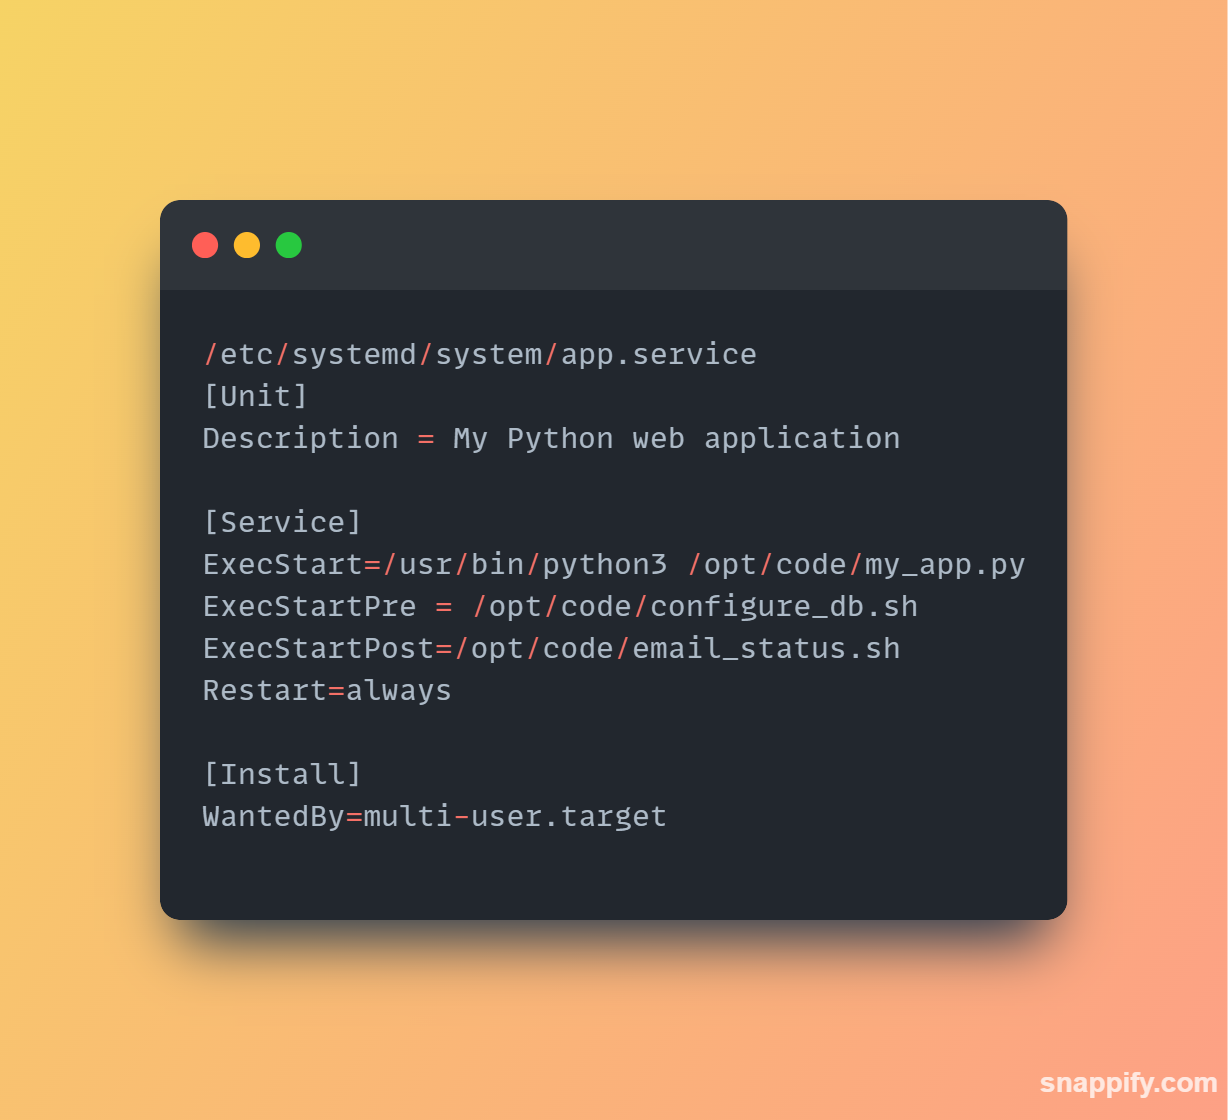 /etc/systemd/system/app.service
[Unit]
Description = My Python web application
[Service]
ExecStart=/usr/bin/python3 /opt/code/my_app.py
ExecStartPre = /opt/code/configure_db.sh
ExecStartPost=/opt/code/email_status.sh
Restart=always
[Install]
WantedBy=multi-user.target
snappify.com